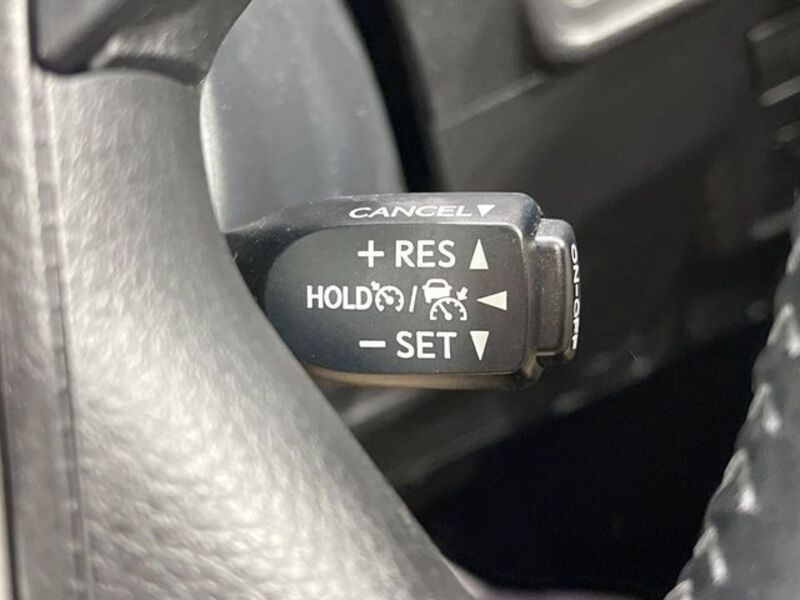 CANCEL▼
+ RES ▲
HOLD / ◀
− SET ▼
ON-OFF